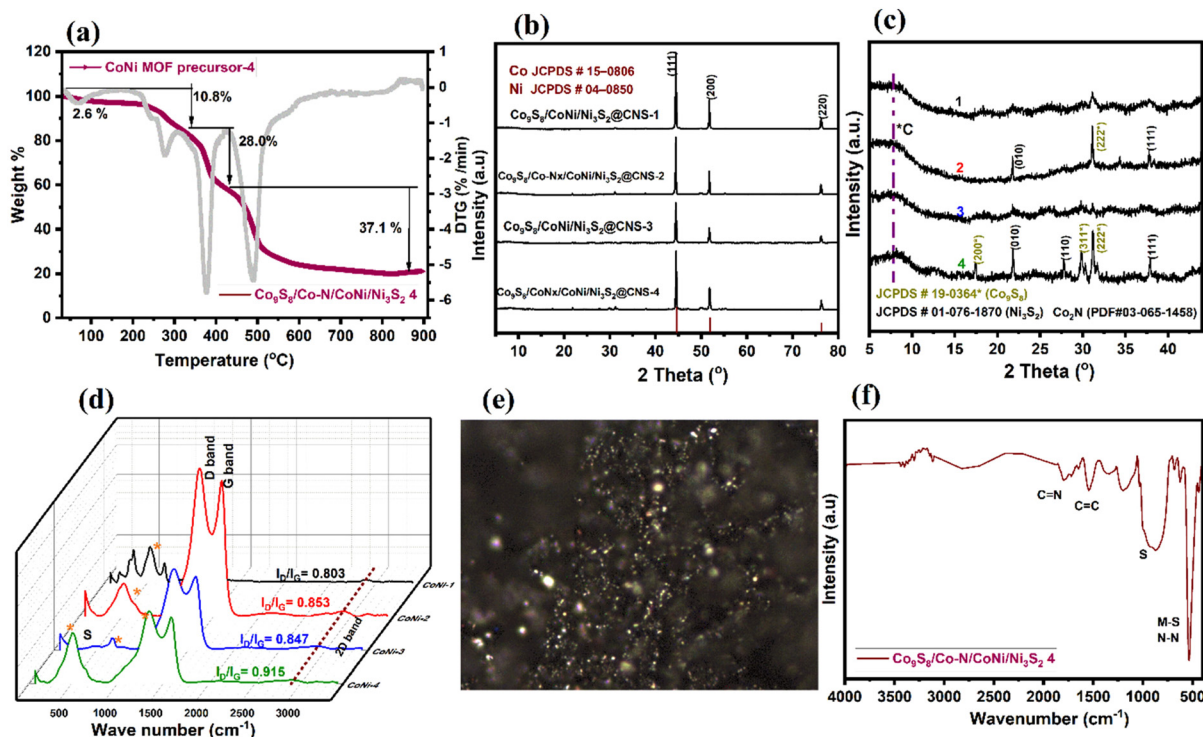 (a)
CoNi MOF precursor-4
10.8%
2.6 %
28.0%
37.1 %
Co₉S₈/Co-N/CoNi/Ni₃S₂ 4
Weight %
120
100
80
60
40
20
0
DTG (% /min)
1
0
-1
-2
-3
-4
-5
-6
100 200 300 400 500 600 700 800 900
Temperature (°C)
(b)
Co JCPDS # 15–0806
Ni JCPDS # 04–0850
(111)
(200)
(220)
Co₉S₈/CoNi/Ni₃S₂@CNS-1
Co₉S₈/Co-Nx/CoNi/Ni₃S₂@CNS-2
Co₉S₈/CoNi/Ni₃S₂@CNS-3
Co₉S₈/CoNx/CoNi/Ni₃S₂@CNS-4
Intensity (a.u)
10 20 30 40 50 60 70 80
2 Theta (°)
(c)
1
*C
2
(010)
(222*)
(111)
3
4
(200*)
(010)
(110)
(311*)
(222*)
(111)
JCPDS # 19-0364* (Co₉S₈)
JCPDS # 01-076-1870 (Ni₃S₂) Co₂N (PDF#03-065-1458)
Intensity (a.u.)
5 10 15 20 25 30 35 40
2 Theta (°)
(d)
D band
G band
*
I_D/I_G= 0.803
CoNi-1
*
I_D/I_G= 0.853
CoNi-2
S
*
I_D/I_G= 0.847
2D band
CoNi-3
*
*
I_D/I_G= 0.915
CoNi-4
500 1000 1500 2000 2500 3000
Wave number (cm⁻¹)
(e)
(f)
C=N
C=C
S
M-S
N-N
Co₉S₈/Co-N/CoNi/Ni₃S₂ 4
Intensity (a.u)
4000 3500 3000 2500 2000 1500 1000 500
Wavenumber (cm⁻¹)